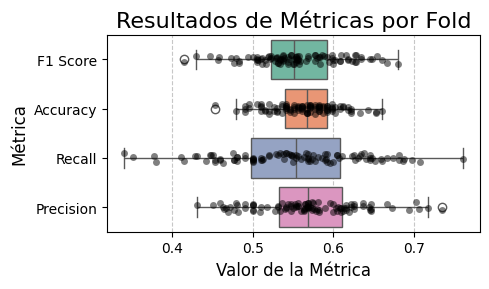 Resultados de Métricas por Fold
F1 Score
Accuracy
Recall
Precision
Métrica
0.4 0.5 0.6 0.7
Valor de la Métrica